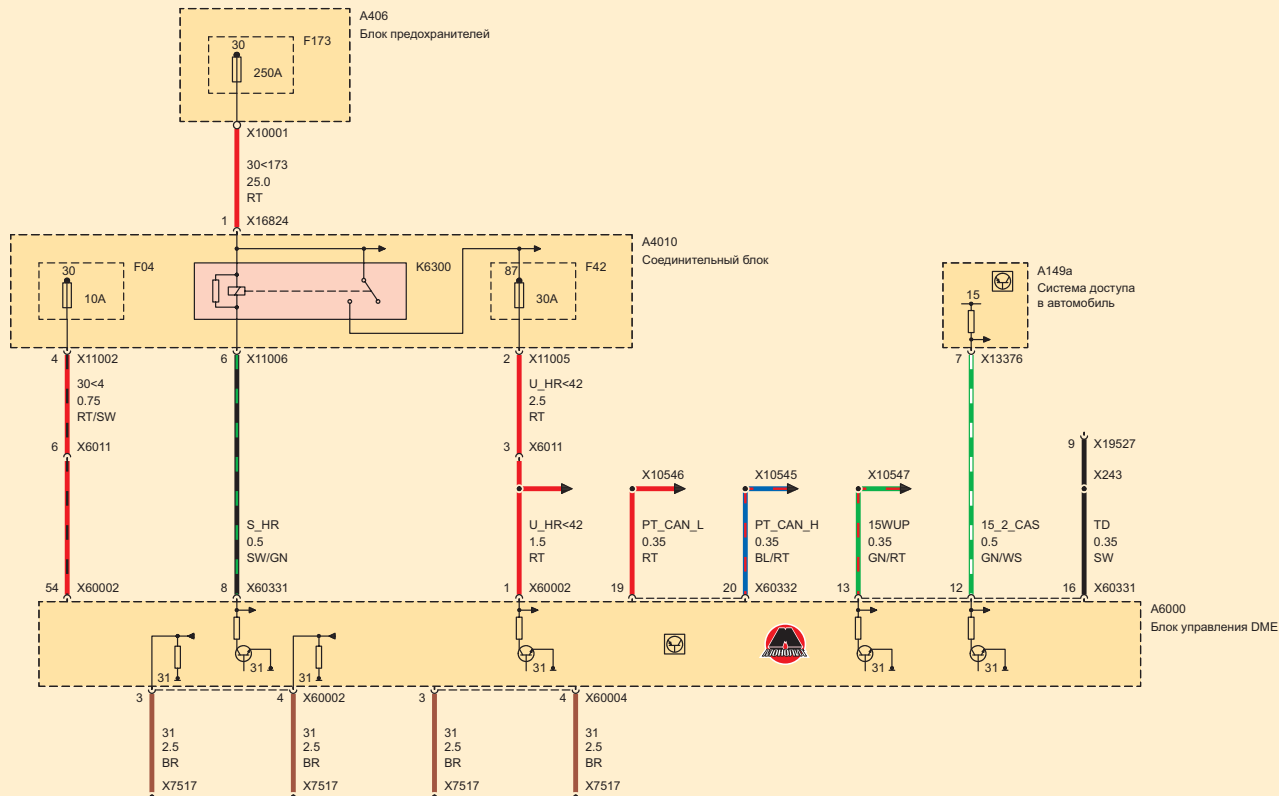 A406
Блок предохранителей
30
F173
250A
X10001
30<173
25.0
RT
1 X16824
A4010
Соединительный блок
30
F04
10A
K6300
87
F42
30A
A149a
Система доступа
в автомобиль
15
4 X11002
6 X11006
2 X11005
7 X13376
30<4
0.75
RT/SW
U_HR<42
2.5
RT
6 X6011
3 X6011
9 X19527
X10546
X10545
X10547
X243
S_HR
0.5
SW/GN
U_HR<42
1.5
RT
PT_CAN_L
0.35
RT
PT_CAN_H
0.35
BL/RT
15WUP
0.35
GN/RT
15_2_CAS
0.5
GN/WS
TD
0.35
SW
54 X60002
8 X60331
1 X60002
19
20 X60332
13
12
16 X60331
A6000
Блок управления DME
31
31
31
31
31
31
3
4 X60002
3
4 X60004
31
2.5
BR
X7517
31
2.5
BR
X7517
31
2.5
BR
X7517
31
2.5
BR
X7517